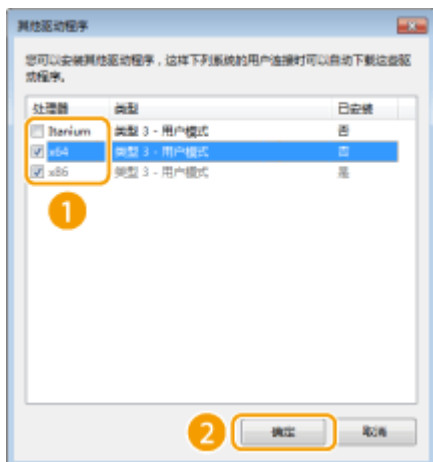 其他驱动程序
您可以安装其他驱动程序，这样下列系统的用户连接时可以自动下载这些驱
动程序。
处理器 类型 已安装
Itanium 类型 3 - 用户模式 否
x64 类型 3 - 用户模式 否
x86 类型 3 - 用户模式 是
1
2 确定 取消